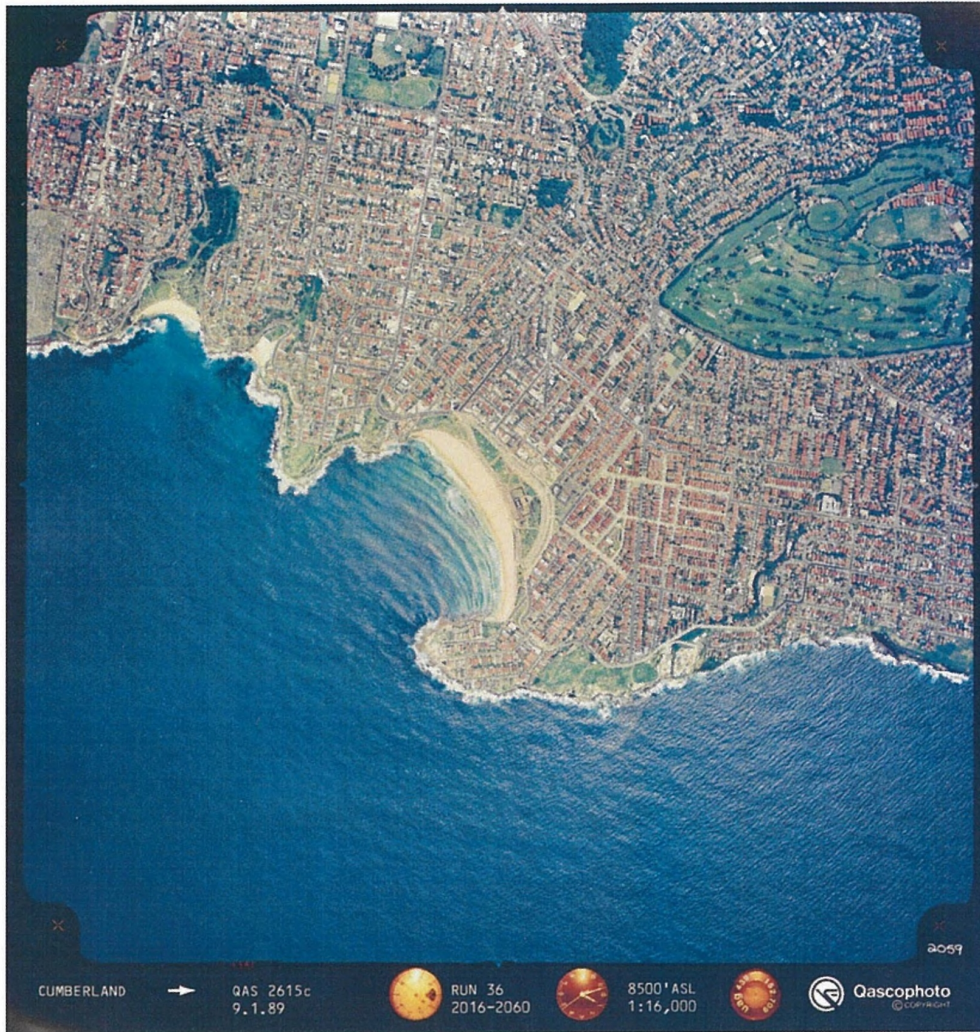 2059
CUMBERLAND
QAS 2615c
9.1.89
RUN 36
2016-2060
8500'ASL
1:16,000
Qascophoto
© COPYRIGHT